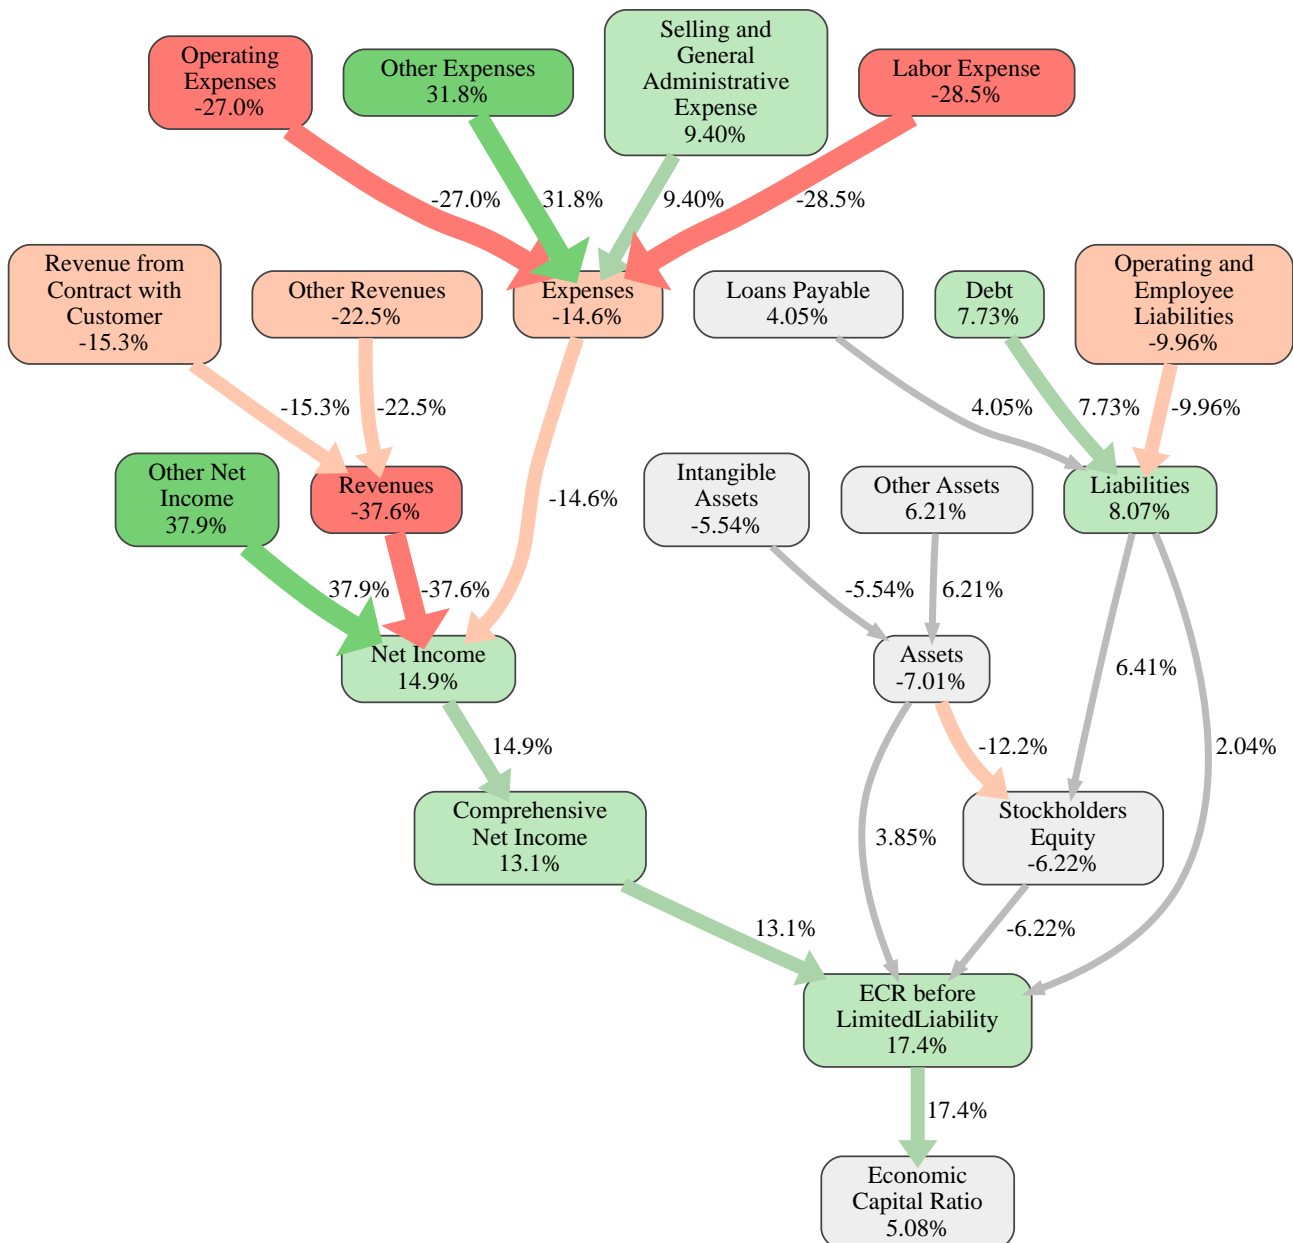 Operating
Expenses
-27.0%
Other Expenses
31.8%
Selling and
General
Administrative
Expense
9.40%
Labor Expense
-28.5%
-27.0%
31.8%
9.40%
-28.5%
Revenue from
Contract with
Customer
-15.3%
Other Revenues
-22.5%
Expenses
-14.6%
Loans Payable
4.05%
Debt
7.73%
Operating and
Employee
Liabilities
-9.96%
-15.3%
-22.5%
4.05%
7.73%
-9.96%
Other Net
Income
37.9%
Revenues
-37.6%
-14.6%
Intangible
Assets
-5.54%
Other Assets
6.21%
Liabilities
8.07%
37.9%
-37.6%
-5.54%
6.21%
Net Income
14.9%
Assets
-7.01%
6.41%
14.9%
-12.2%
2.04%
Comprehensive
Net Income
13.1%
3.85%
Stockholders
Equity
-6.22%
13.1%
-6.22%
ECR before
LimitedLiability
17.4%
17.4%
Economic
Capital Ratio
5.08%